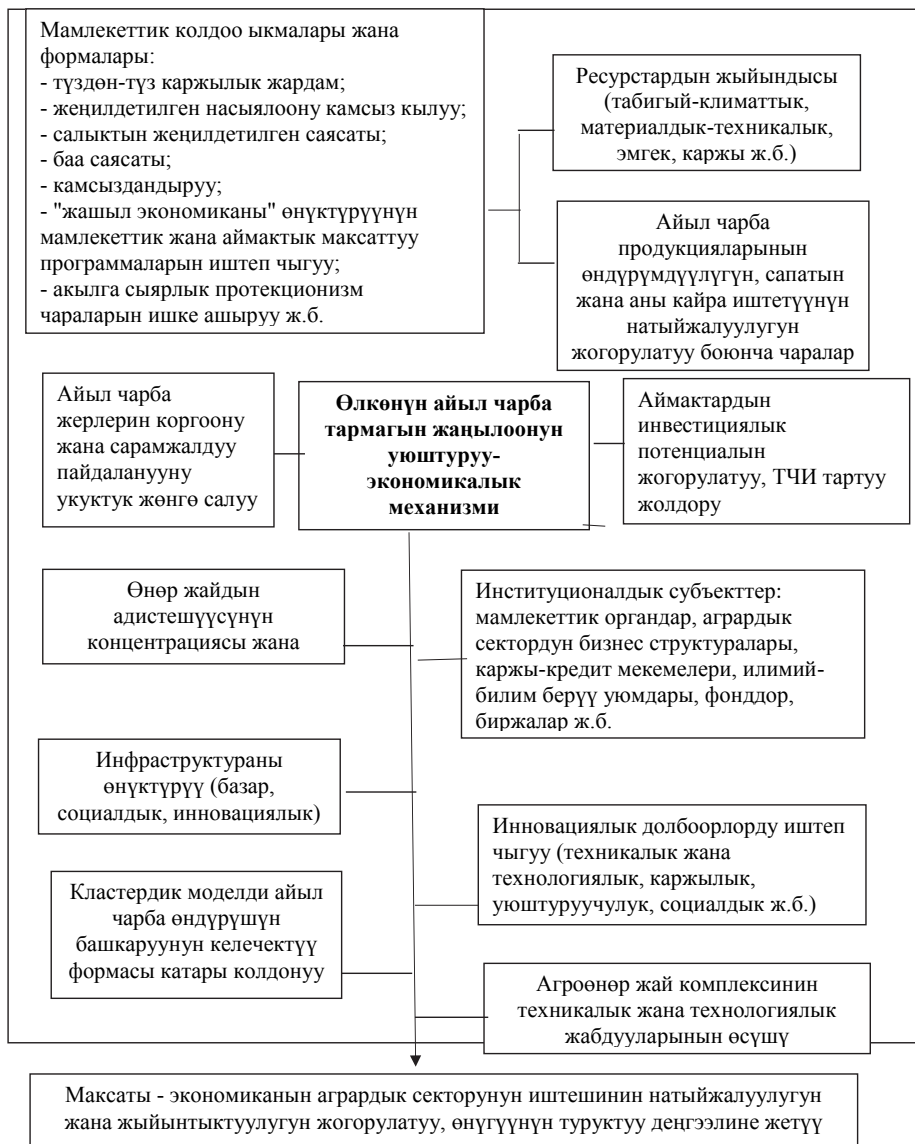 Мамлекеттик колдоо ыкмалары жана
формалары:
- түздөн-түз каржылык жардам;
- жеңилдетилген насыялоону камсыз кылуу;
- салыктын жеңилдетилген саясаты;
- баа саясаты;
- камсыздандыруу;
- "жашыл экономиканы" өнүктүрүүнүн
мамлекеттик жана аймактык максаттуу
программаларын иштеп чыгуу;
- акылга сыярлык протекционизм
чараларын ишке ашыруу ж.б.
Ресурстардын жыйындысы
(табигый-климаттык,
материалдык-техникалык,
эмгек, каржы ж.б.)
Айыл чарба
продукцияларынын
өндүрүмдүүлүгүн, сапатын
жана аны кайра иштетүүнүн
натыйжалуулугун
жогорулатуу боюнча чаралар
Айыл чарба
жерлерин коргоону
жана сарамжалдуу
пайдаланууну
укуктук жөнгө салуу
Өлкөнүн айыл чарба
тармагын жаңылоонун
уюштуруу-
экономикалык
механизми
Аймактардын
инвестициялык
потенциалын
жогорулатуу, ТЧИ тартуу
жолдору
Өнөр жайдын
адистешүүсүнүн
концентрациясы жана
Институционалдык субъекттер:
мамлекеттик органдар, агрардык
сектордун бизнес структуралары,
каржы-кредит мекемелери, илимий-
билим берүү уюмдары, фонддор,
биржалар ж.б.
Инфраструктураны
өнүктүрүү (базар,
социалдык, инновациялык)
Инновациялык долбоорлорду иштеп
чыгуу (техникалык жана
технологиялык, каржылык,
уюштуруучулук, социалдык ж.б.)
Кластердик моделди айыл
чарба өндүрүшүн
башкаруунун келечектүү
формасы катары колдонуу
Агроөнөр жай комплексинин
техникалык жана технологиялык
жабдууларынын өсүшү
Максаты - экономиканын агрардык секторунун иштешинин натыйжалуулугун
жана жыйынтыктуулугун жогорулатуу, өнүгүүнүн туруктуу деңгээлине жетүү